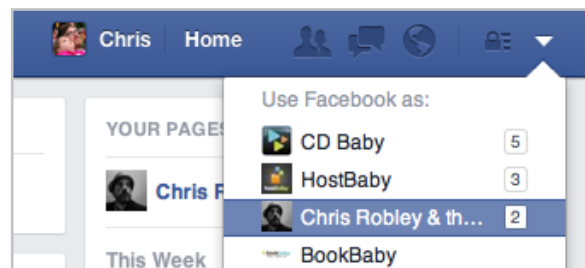 Chris Home
Use Facebook as:
YOUR PAGES
CD Baby 5
HostBaby 3
Chris R
Chris Robley & th... 2
This Week
BookBaby